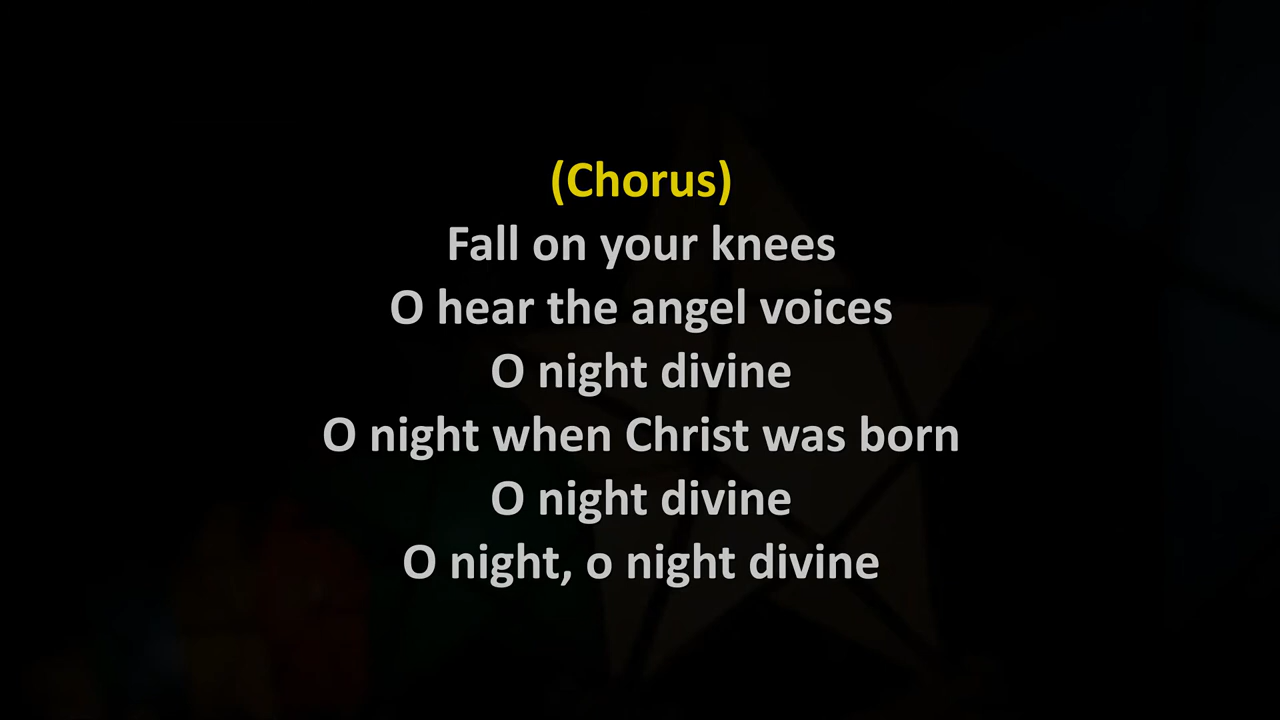 (Chorus)
Fall on your knees
O hear the angel voices
O night divine
O night when Christ was born
O night divine
O night, o night divine